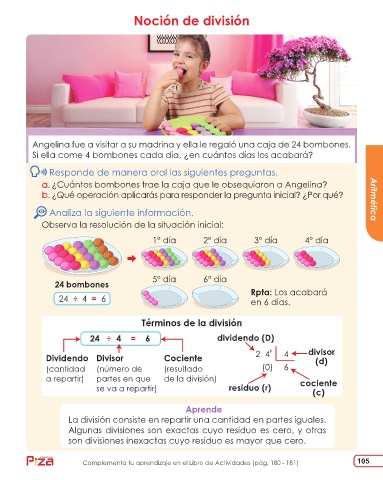 Noción de división
Angelina fue a visitar a su madrina y ella le regaló una caja de 24 bombones.
Si ella come 4 bombones cada día, ¿en cuántos días los acabará?
Responde de manera oral las siguientes preguntas.
a. ¿Cuántos bombones trae la caja que le obsequiaron a Angelina?
b. ¿Qué operación aplicarás para responder la pregunta inicial? ¿Por qué?
Analiza la siguiente información.
Observa la resolución de la situación inicial:
1° día 2° día 3° día 4° día
24 bombones
24 ÷ 4 = 6
5° día 6° día
Rpta: Los acabará
en 6 días.
Aritmética
Términos de la división
24 ÷ 4 = 6
Dividendo
(cantidad
a repartir)
Divisor
(número de
partes en que
se va a repartir)
Cociente
(resultado
de la división)
dividendo (D)
2 4 4
divisor
(d)
(0) 6
residuo (r)
cociente
(c)
Aprende
La división consiste en repartir una cantidad en partes iguales.
Algunas divisiones son exactas cuyo residuo es cero, y otras
son divisiones inexactas cuyo residuo es mayor que cero.
Complementa tu aprendizaje en el Libro de Actividades (pág. 180 - 181)
105